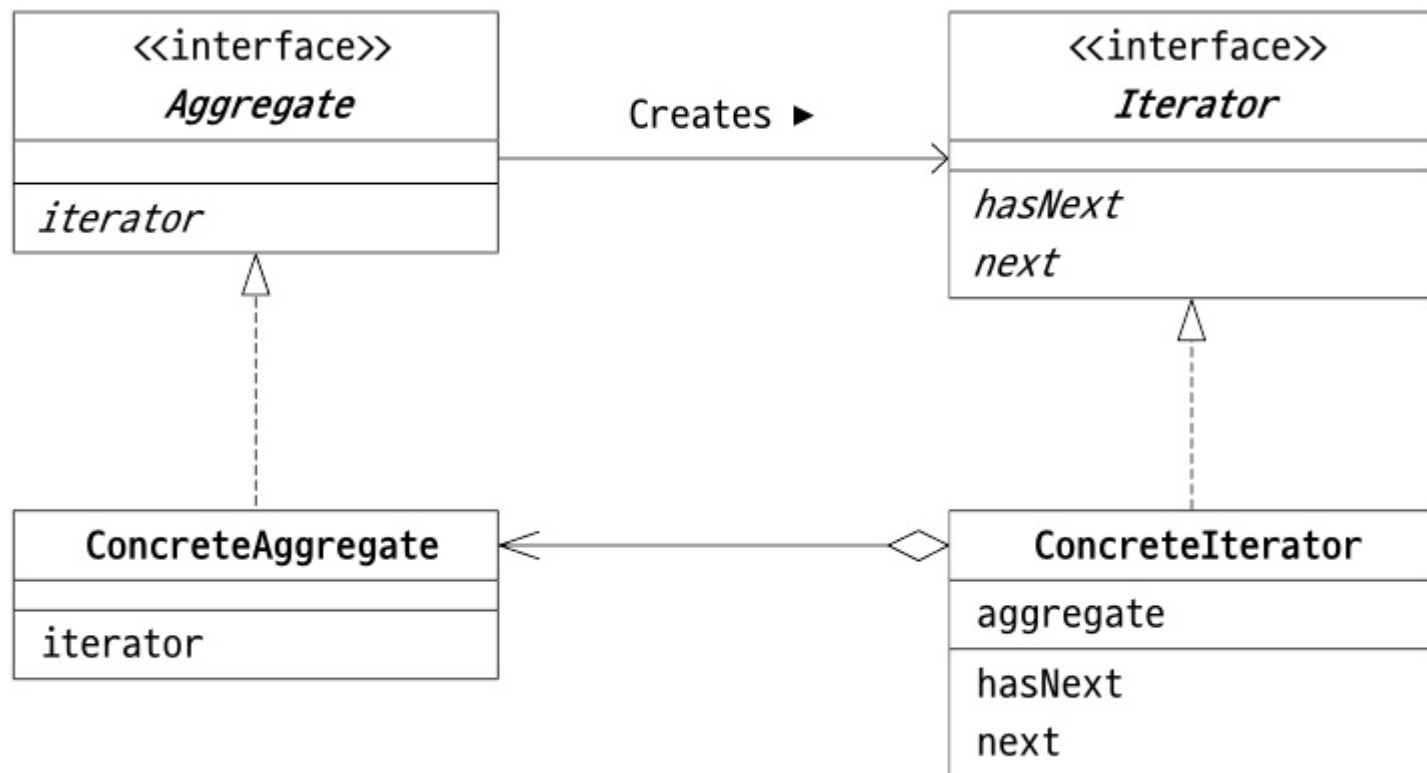 <<interface>>
Aggregate
iterator
Creates ►
<<interface>>
Iterator
hasNext
next
ConcreteAggregate
iterator
ConcreteIterator
aggregate
hasNext
next